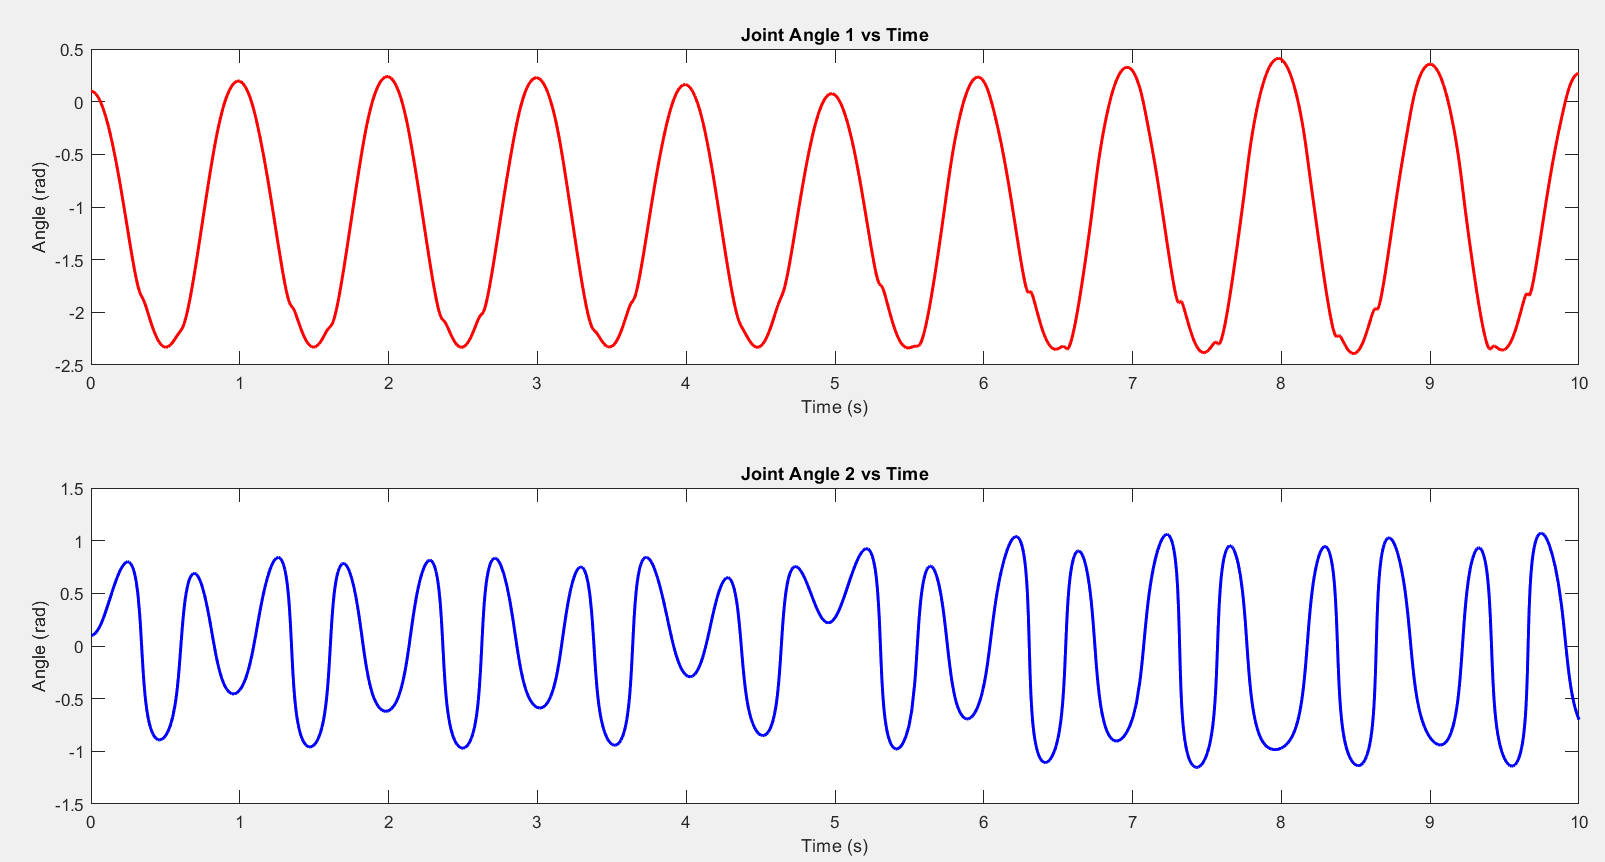 Joint Angle 1 vs Time
0.5
0
-0.5
-1
-1.5
-2
-2.5
Angle (rad)
0 1 2 3 4 5 6 7 8 9 10
Time (s)
Joint Angle 2 vs Time
1.5
1
0.5
0
-0.5
-1
-1.5
Angle (rad)
0 1 2 3 4 5 6 7 8 9 10
Time (s)